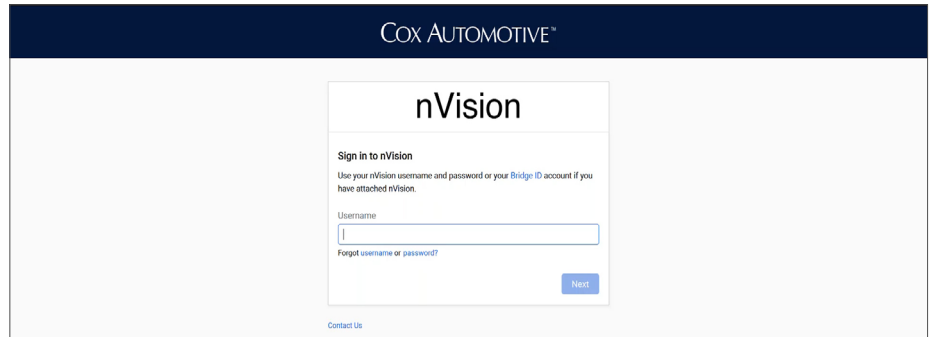 COX AUTOMOTIVE™
nVision
Sign in to nVision
Use your nVision username and password or your Bridge ID account if you
have attached nVision.
Username
Forgot username or password?
Next
Contact Us